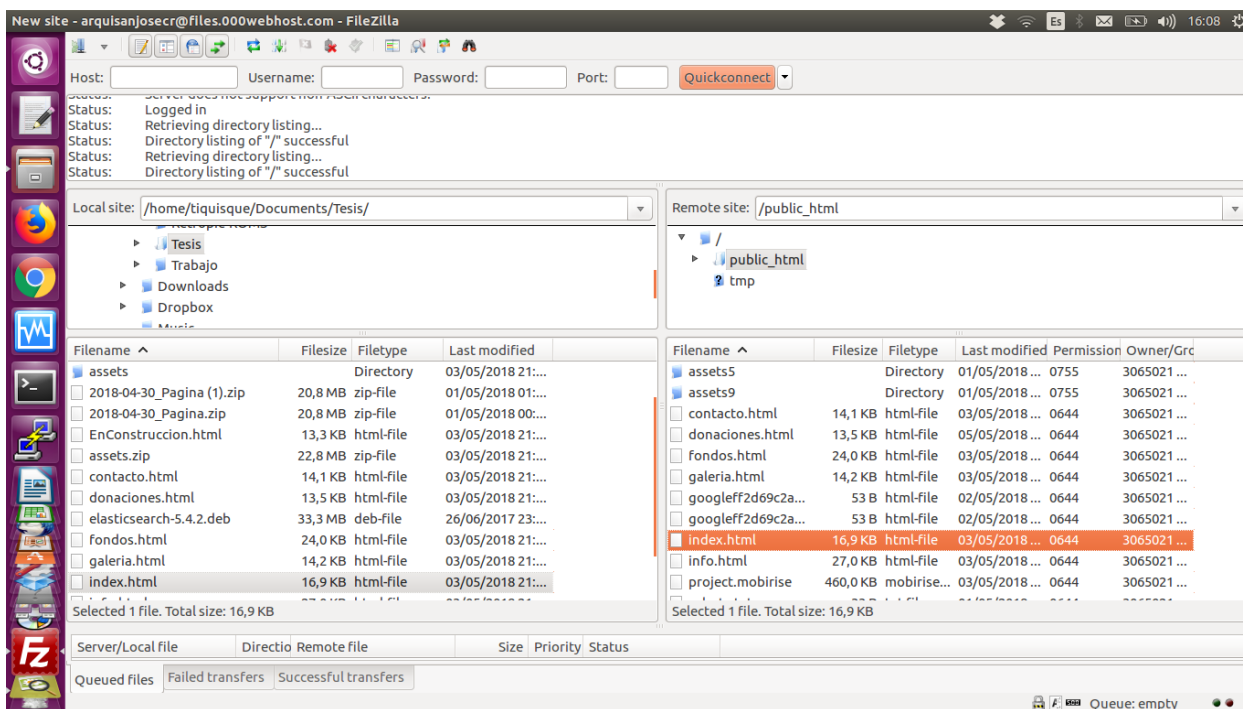 New site - arquisanjosecr@files.000webhost.com - FileZilla
Es 16:08
Host: Username: Password: Port: Quickconnect
Status: Server does not support non-ASCII characters.
Status: Logged in
Status: Retrieving directory listing...
Status: Directory listing of "/" successful
Status: Retrieving directory listing...
Status: Directory listing of "/" successful
Local site: /home/tiquisque/Documents/Tesis/
Tesis
Trabajo
Downloads
Dropbox
Music
Remote site: /public_html
/
public_html
tmp
Filename Filesize Filetype Last modified
assets Directory 03/05/2018 21:...
2018-04-30_Pagina (1).zip 20,8 MB zip-file 01/05/2018 01:...
2018-04-30_Pagina.zip 20,8 MB zip-file 01/05/2018 00:...
EnConstruccion.html 13,3 KB html-file 03/05/2018 21:...
assets.zip 22,8 MB zip-file 03/05/2018 21:...
contacto.html 14,1 KB html-file 03/05/2018 21:...
donaciones.html 13,5 KB html-file 03/05/2018 21:...
elasticsearch-5.4.2.deb 33,3 MB deb-file 26/06/2017 23:...
fondos.html 24,0 KB html-file 03/05/2018 21:...
galeria.html 14,2 KB html-file 03/05/2018 21:...
index.html 16,9 KB html-file 03/05/2018 21:...
Selected 1 file. Total size: 16,9 KB
Filename Filesize Filetype Last modified Permission Owner/Grc
assets5 Directory 01/05/2018 ... 0755 3065021 ...
assets9 Directory 01/05/2018 ... 0755 3065021 ...
contacto.html 14,1 KB html-file 03/05/2018 ... 0644 3065021 ...
donaciones.html 13,5 KB html-file 05/05/2018 ... 0644 3065021 ...
fondos.html 24,0 KB html-file 03/05/2018 ... 0644 3065021 ...
galeria.html 14,2 KB html-file 03/05/2018 ... 0644 3065021 ...
googleff2d69c2a... 53 B html-file 02/05/2018 ... 0644 3065021 ...
googleff2d69c2a... 53 B html-file 02/05/2018 ... 0644 3065021 ...
index.html 16,9 KB html-file 03/05/2018 ... 0644 3065021 ...
info.html 27,0 KB html-file 03/05/2018 ... 0644 3065021 ...
project.mobirise 460,0 KB mobirise... 03/05/2018 ... 0644 3065021 ...
Selected 1 file. Total size: 16,9 KB
Server/Local file Directio Remote file Size Priority Status
Queued files Failed transfers Successful transfers
Queue: empty